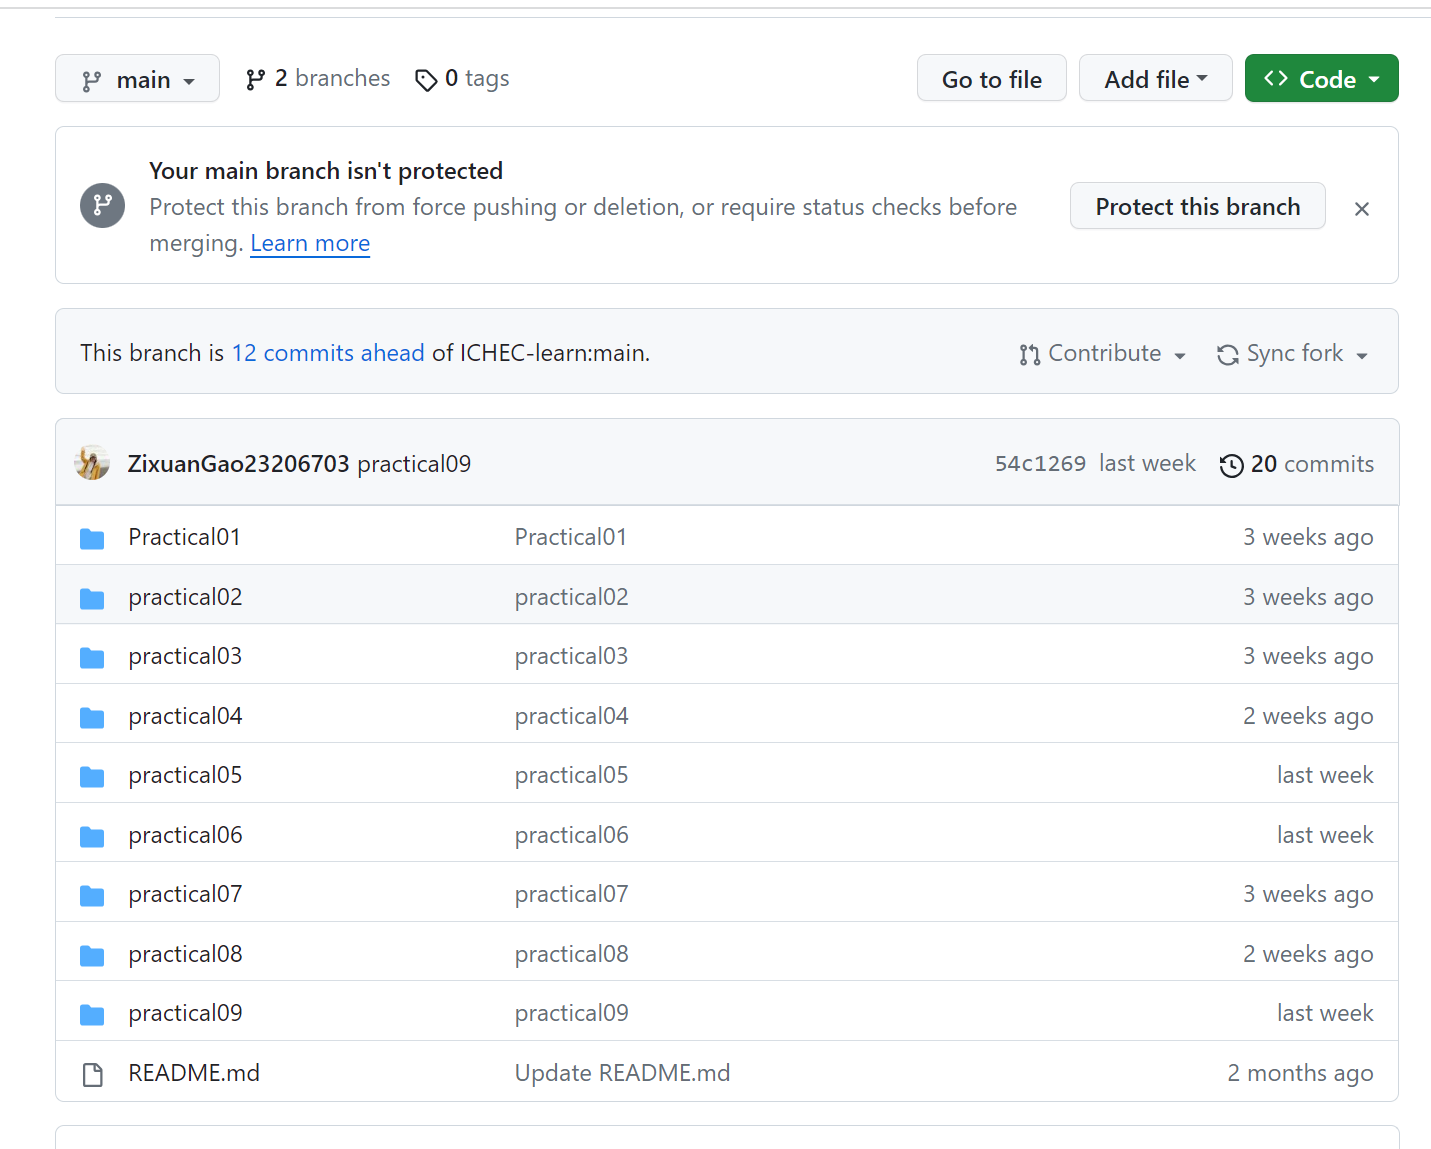 main 2 branches 0 tags Go to file Add file Code
Your main branch isn't protected
Protect this branch from force pushing or deletion, or require status checks before
merging. Learn more
Protect this branch
This branch is 12 commits ahead of ICHEC-learn:main. Contribute Sync fork
ZixuanGao23206703 practical09 54c1269 last week 20 commits
Practical01 Practical01 3 weeks ago
practical02 practical02 3 weeks ago
practical03 practical03 3 weeks ago
practical04 practical04 2 weeks ago
practical05 practical05 last week
practical06 practical06 last week
practical07 practical07 3 weeks ago
practical08 practical08 2 weeks ago
practical09 practical09 last week
README.md Update README.md 2 months ago